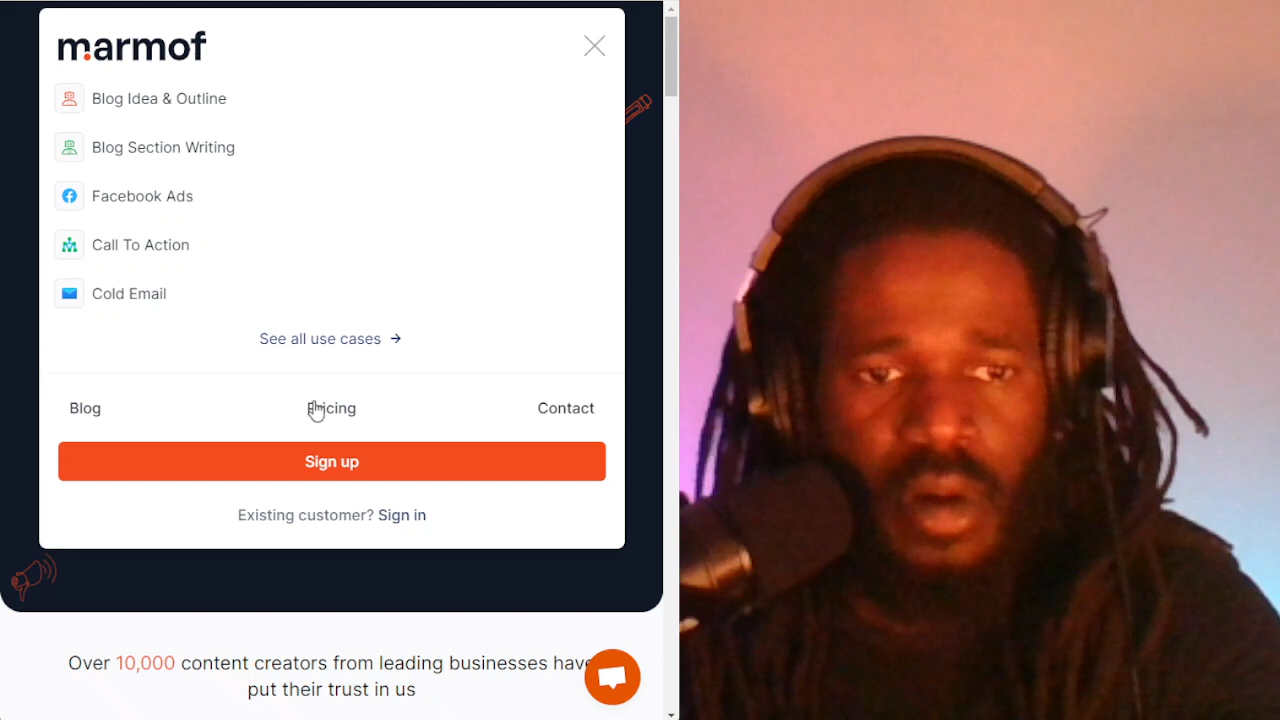 marmof
Blog Idea & Outline
Blog Section Writing
Facebook Ads
Call To Action
Cold Email
See all use cases →
Blog
Pricing
Contact
Sign up
Existing customer? Sign in
Over 10,000 content creators from leading businesses have
put their trust in us